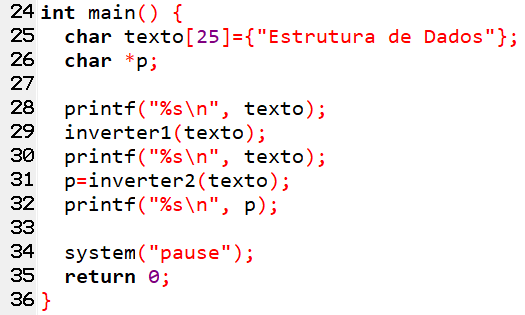 24 int main() {
25   char texto[25]={"Estrutura de Dados"};
26   char *p;
27
28   printf("%s\n", texto);
29   inverter1(texto);
30   printf("%s\n", texto);
31   p=inverter2(texto);
32   printf("%s\n", p);
33
34   system("pause");
35   return 0;
36 }